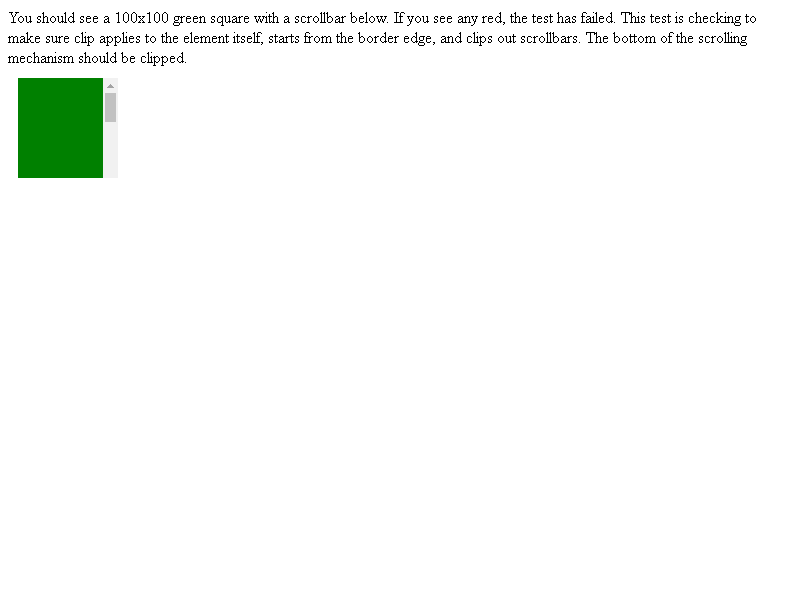 You should see a 100x100 green square with a scrollbar below. If you see any red, the test has failed. This test is checking to
make sure clip applies to the element itself, starts from the border edge, and clips out scrollbars. The bottom of the scrolling
mechanism should be clipped.